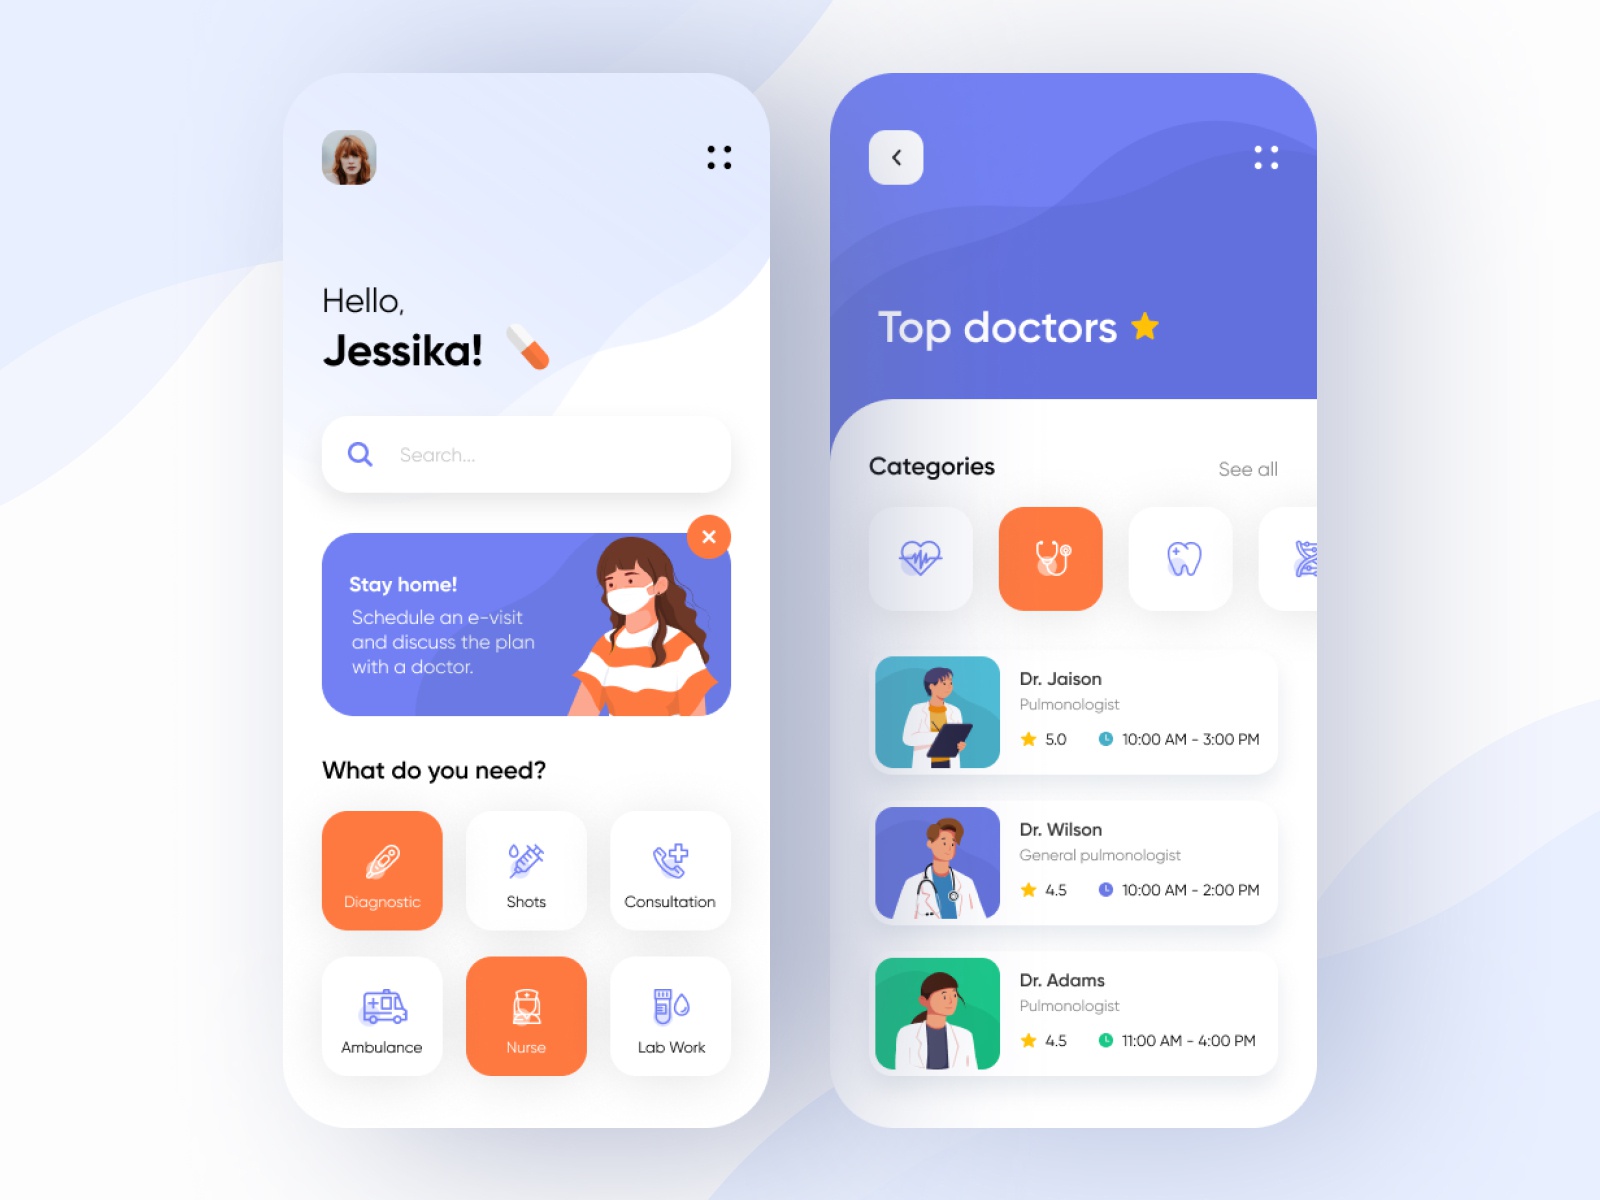 Hello,
Jessika!
Search...
Stay home!
Schedule an e-visit
and discuss the plan
with a doctor.
What do you need?
Diagnostic
Shots
Consultation
Ambulance
Nurse
Lab Work
Top doctors
Categories
See all
Dr. Jaison
Pulmonologist
5.0
10:00 AM - 3:00 PM
Dr. Wilson
General pulmonologist
4.5
10:00 AM - 2:00 PM
Dr. Adams
Pulmonologist
4.5
11:00 AM - 4:00 PM